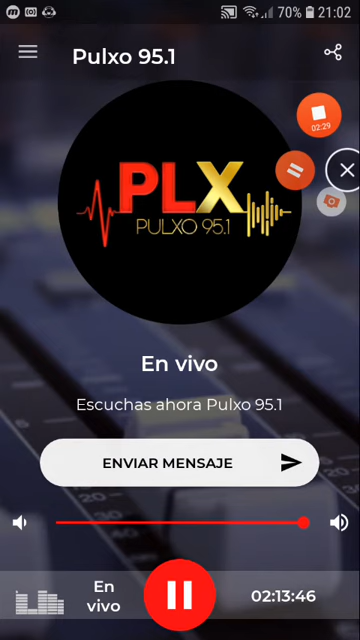 70% 21:02
Pulxo 95.1
02:29
PLX
PULXO 95.1
En vivo
Escuchas ahora Pulxo 95.1
ENVIAR MENSAJE
En
vivo
02:13:46